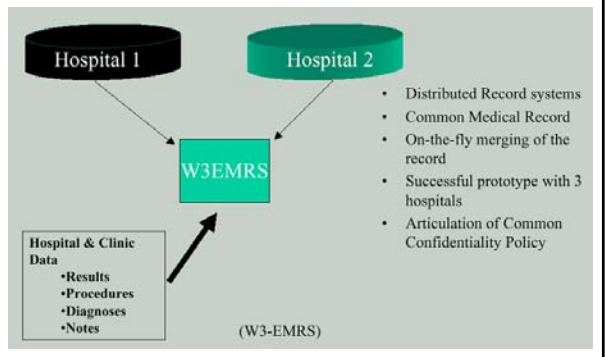 Hospital 1
Hospital 2
W3EMRS
• Distributed Record systems
• Common Medical Record
• On-the-fly merging of the
record
• Successful prototype with 3
hospitals
• Articulation of Common
Confidentiality Policy
Hospital & Clinic
Data
•Results
•Procedures
•Diagnoses
•Notes
(W3-EMRS)